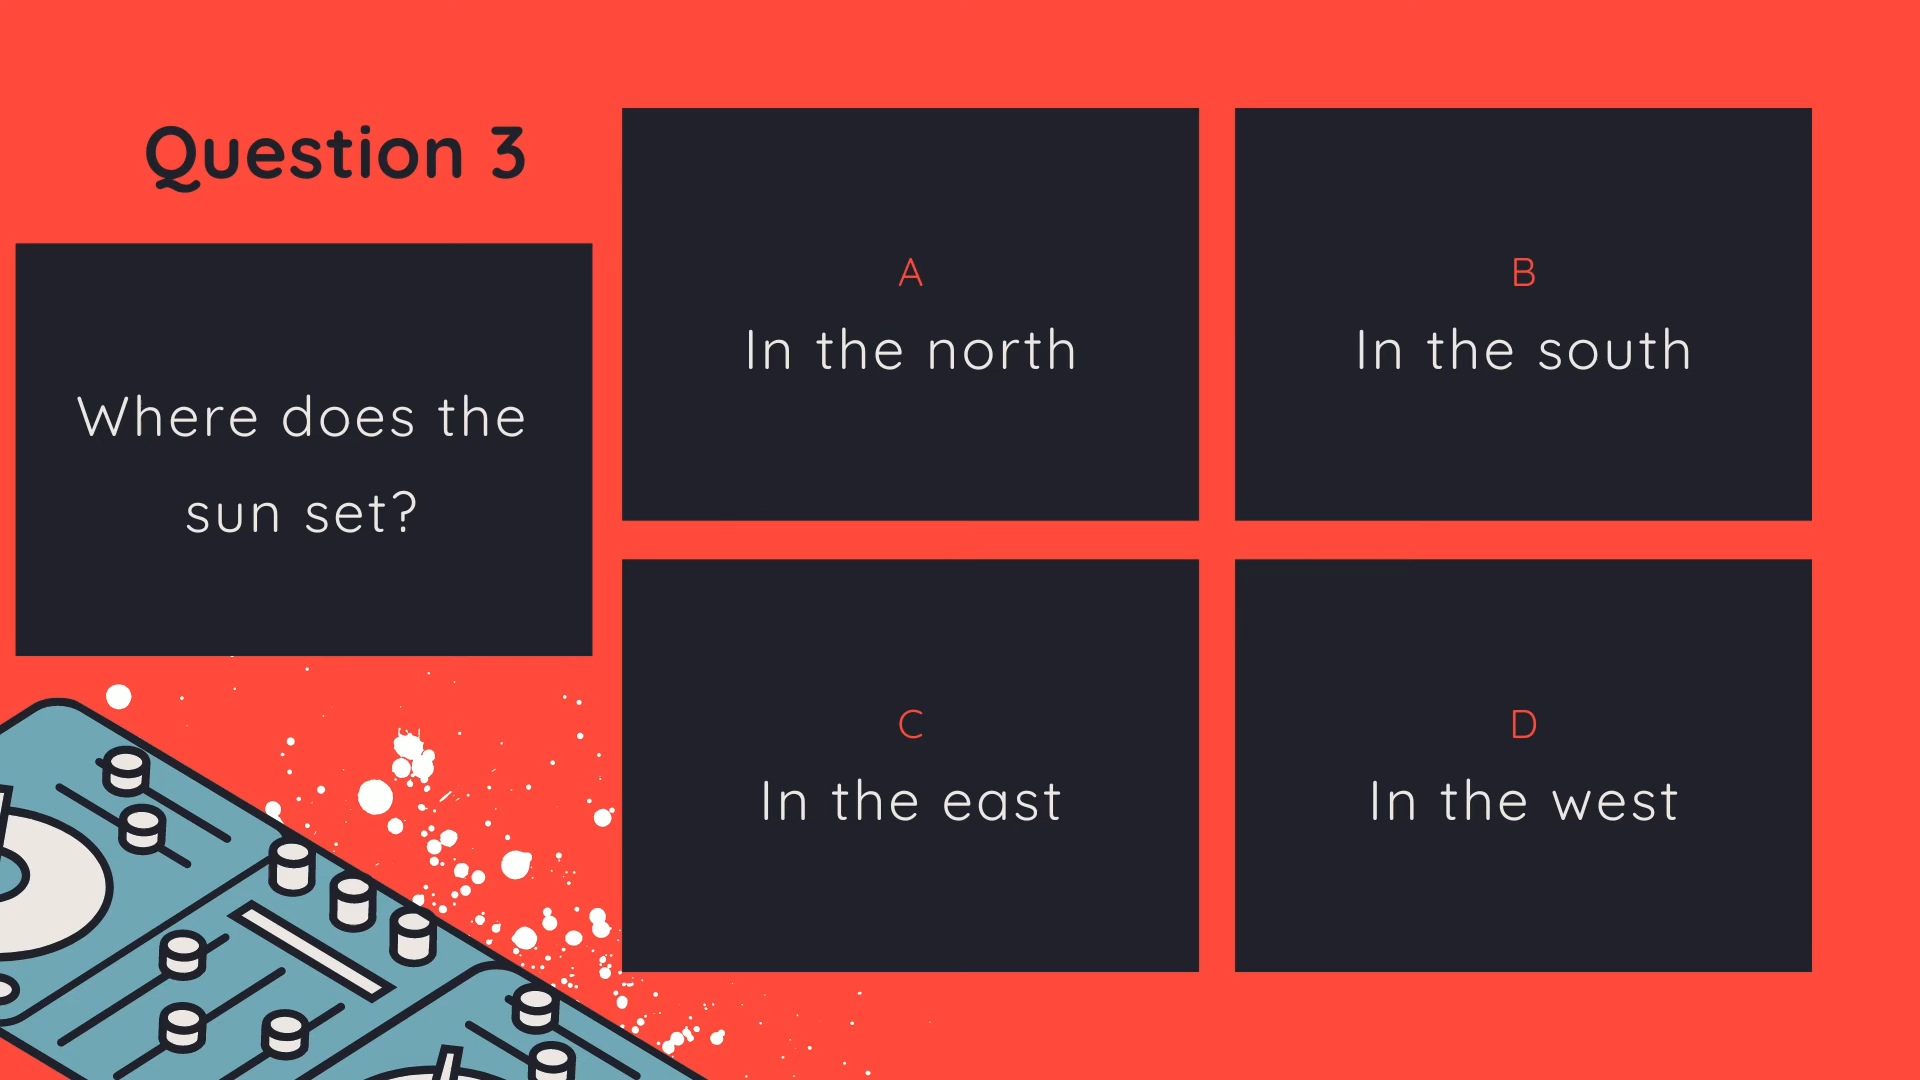 Question 3
Where does the
sun set?
A
In the north
B
In the south
C
In the east
D
In the west